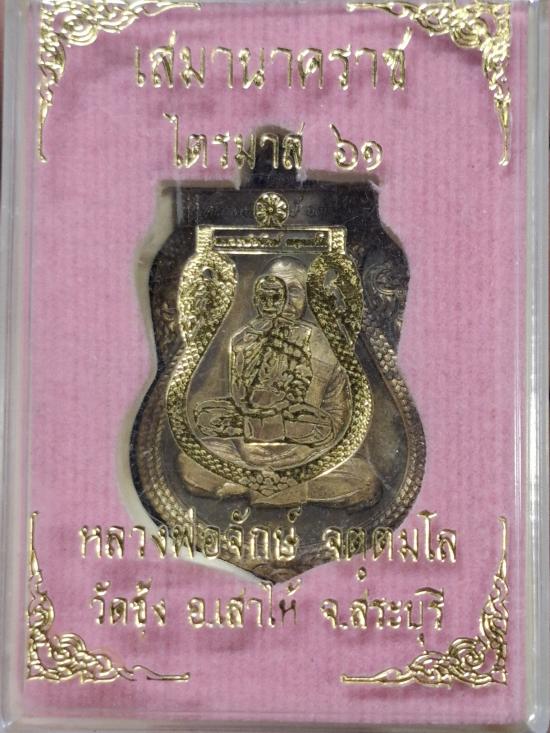 เสมานาคราช
ไตรมาส ๖๑
หลวงพ่อจักษ์ จตฺตมโล
วัดชุ้ง อ.เสาไห้ จ.สระบุรี